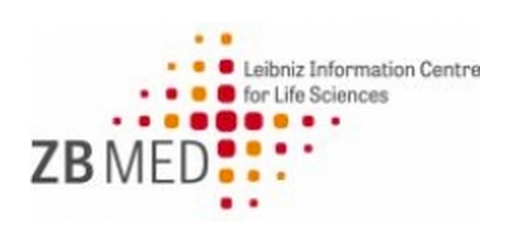 Leibniz Information Centre
for Life Sciences
ZB MED